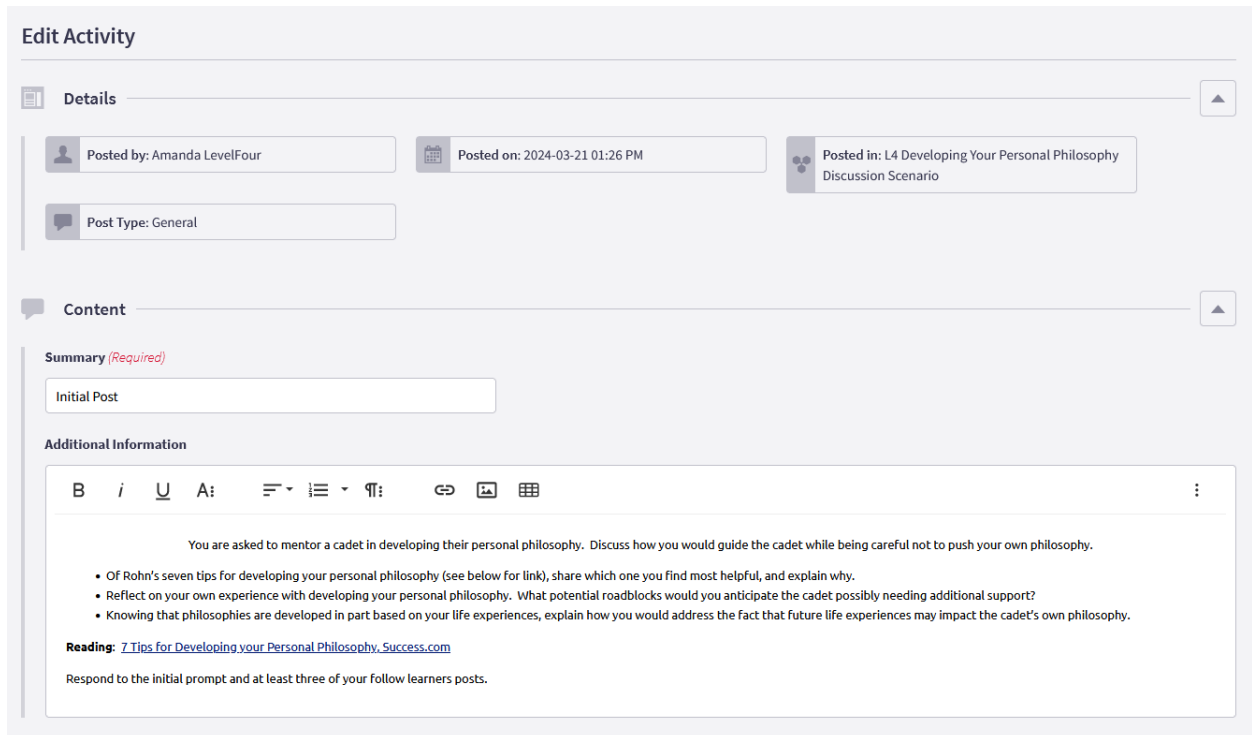 Edit Activity
Details
Posted by: Amanda LevelFour
Posted on: 2024-03-21 01:26 PM
Posted in: L4 Developing Your Personal Philosophy
Discussion Scenario
Post Type: General
Content
Summary (Required)
Initial Post
Additional Information
B i U A
You are asked to mentor a cadet in developing their personal philosophy.  Discuss how you would guide the cadet while being careful not to push your own philosophy.
• Of Rohn's seven tips for developing your personal philosophy (see below for link), share which one you find most helpful, and explain why.
• Reflect on your own experience with developing your personal philosophy.  What potential roadblocks would you anticipate the cadet possibly needing additional support?
• Knowing that philosophies are developed in part based on your life experiences, explain how you would address the fact that future life experiences may impact the cadet's own philosophy.
Reading:  7 Tips for Developing your Personal Philosophy, Success.com
Respond to the initial prompt and at least three of your follow learners posts.